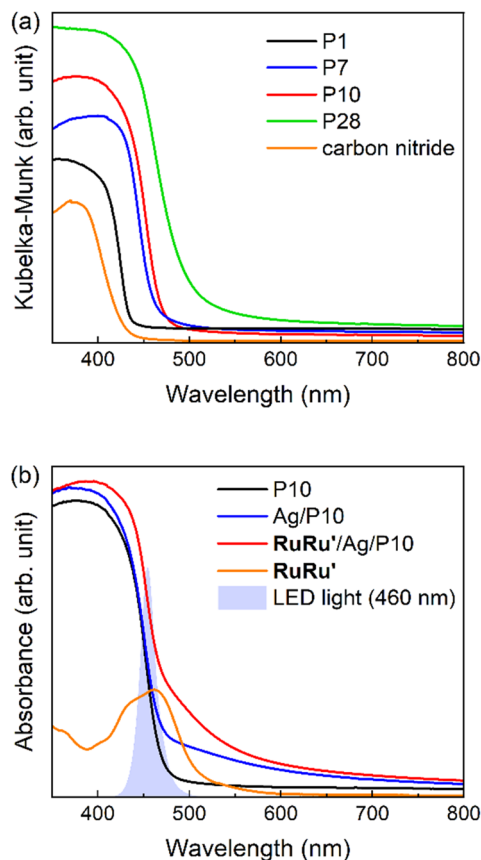 (a)
P1
P7
P10
P28
carbon nitride
Kubelka-Munk (arb. unit)
400 500 600 700 800
Wavelength (nm)
(b)
P10
Ag/P10
RuRu'/Ag/P10
RuRu'
LED light (460 nm)
Absorbance (arb. unit)
400 500 600 700 800
Wavelength (nm)